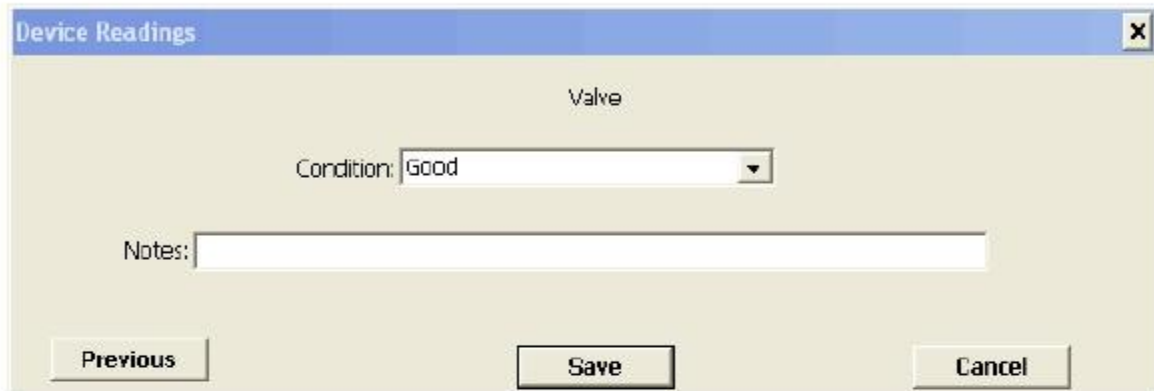 Device Readings
Valve
Condition: Good
Notes:
Previous Save Cancel